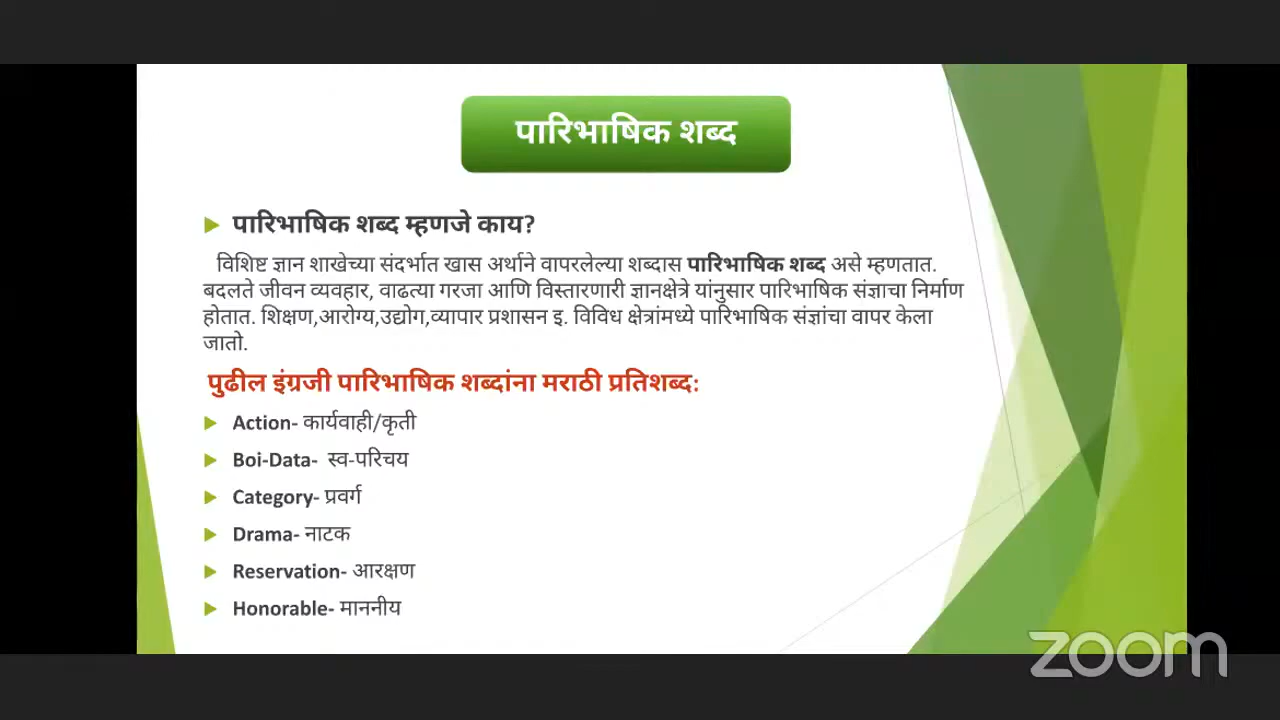 पारिभाषिक शब्द
पारिभाषिक शब्द म्हणजे काय?
विशिष्ट ज्ञान शाखेच्या संदर्भात खास अर्थाने वापरलेल्या शब्दास पारिभाषिक शब्द असे म्हणतात.
बदलते जीवन व्यवहार, वाढत्या गरजा आणि विस्तारणारी ज्ञानक्षेत्रे यांनुसार पारिभाषिक संज्ञाचा निर्माण
होतात. शिक्षण,आरोग्य,उद्योग,व्यापार प्रशासन इ. विविध क्षेत्रांमध्ये पारिभाषिक संज्ञांचा वापर केला
जातो.
पुढील इंग्रजी पारिभाषिक शब्दांना मराठी प्रतिशब्द:
Action- कार्यवाही/कृती
Boi-Data- स्व-परिचय
Category- प्रवर्ग
Drama- नाटक
Reservation- आरक्षण
Honorable- माननीय
zoom